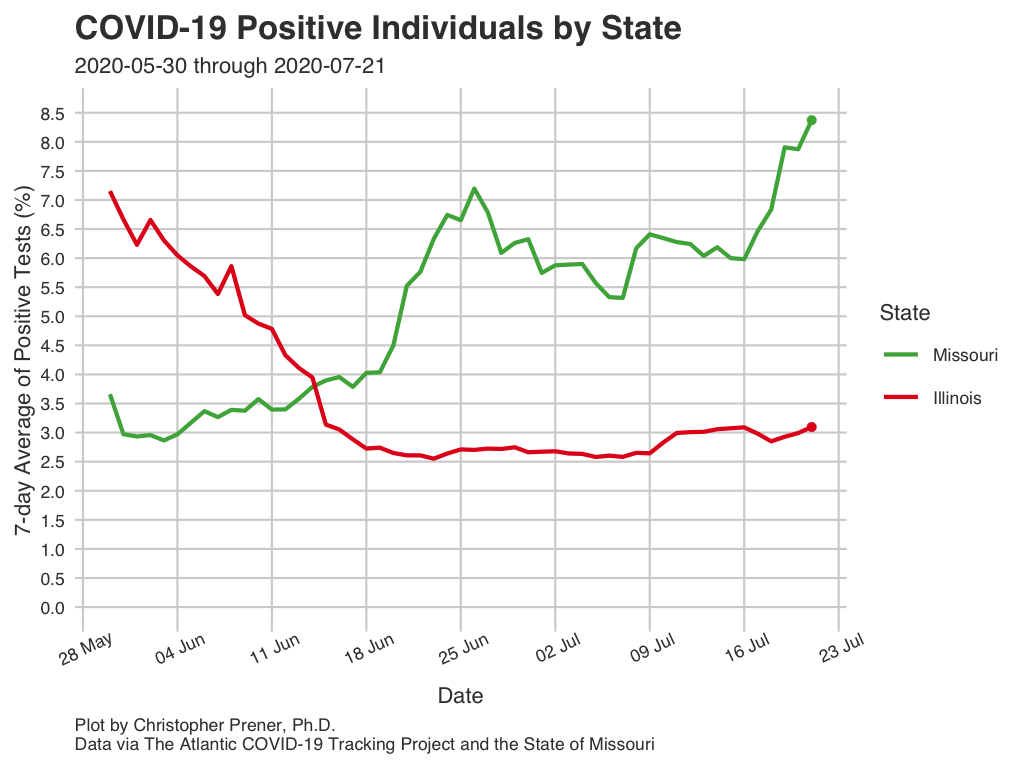 COVID-19 Positive Individuals by State
2020-05-30 through 2020-07-21
7-day Average of Positive Tests (%)
8.5
8.0
7.5
7.0
6.5
6.0
5.5
5.0
4.5
4.0
3.5
3.0
2.5
2.0
1.5
1.0
0.5
0.0
28 May
04 Jun
11 Jun
18 Jun
25 Jun
02 Jul
09 Jul
16 Jul
23 Jul
Date
State
Missouri
Illinois
Plot by Christopher Prener, Ph.D.
Data via The Atlantic COVID-19 Tracking Project and the State of Missouri